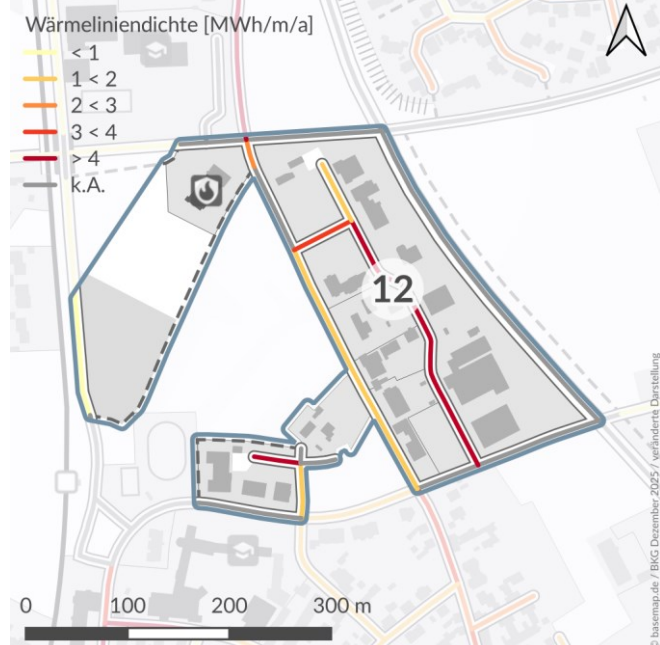 Wärmeliniendichte [MWh/m/a]
< 1
1 < 2
2 < 3
3 < 4
> 4
k.A.
12
0 100 200 300 m
© basemap.de / BKG Dezember 2025 / veränderte Darstellung